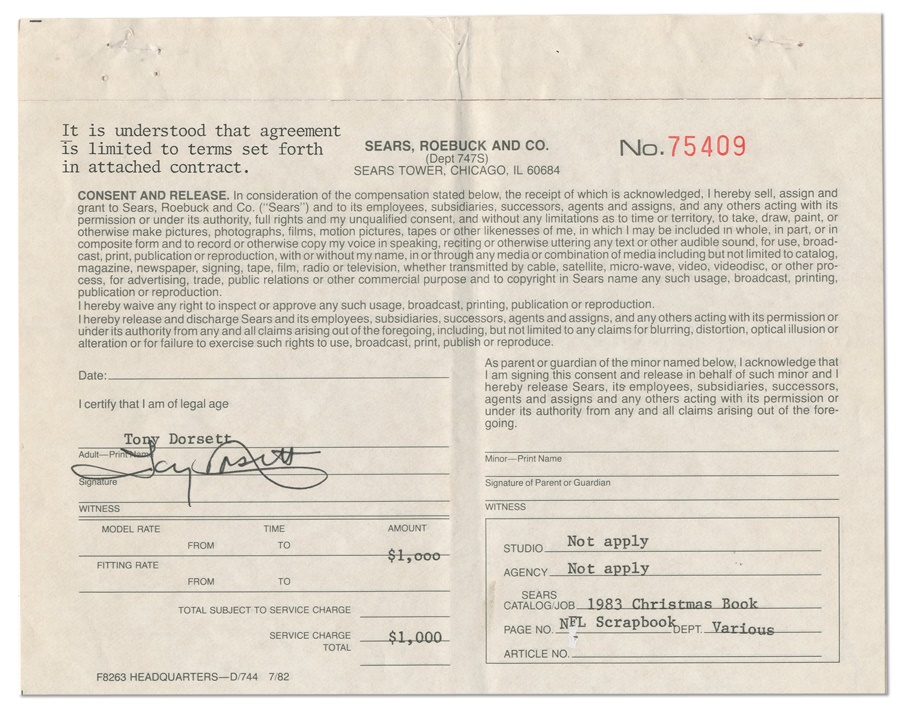 It is understood that agreement
is limited to terms set forth
in attached contract.
SEARS, ROEBUCK AND CO.
(Dept 747S)
SEARS TOWER, CHICAGO, IL 60684
No. 75409
CONSENT AND RELEASE. In consideration of the compensation stated below, the receipt of which is acknowledged, I hereby sell, assign and
grant to Sears, Roebuck and Co. ("Sears") and to its employees, subsidiaries, successors, agents and assigns, and any others acting with its
permission or under its authority, full rights and my unqualified consent, and without any limitations as to time or territory, to take, draw, paint, or
otherwise make pictures, photographs, films, motion pictures, tapes or other likenesses of me, in which I may be included in whole, in part, or in
composite form and to record or otherwise copy my voice in speaking, reciting or otherwise uttering any text or other audible sound, for use, broad-
cast, print, publication or reproduction, with or without my name, in or through any media or combination of media including but not limited to catalog,
magazine, newspaper, signing, tape, film, radio or television, whether transmitted by cable, satellite, micro-wave, video, videodisc, or other pro-
cess, for advertising, trade, public relations or other commercial purpose and to copyright in Sears name any such usage, broadcast, printing,
publication or reproduction.
I hereby waive any right to inspect or approve any such usage, broadcast, printing, publication or reproduction.
I hereby release and discharge Sears and its employees, subsidiaries, successors, agents and assigns, and any others acting with its permission or
under its authority from any and all claims arising out of the foregoing, including, but not limited to any claims for blurring, distortion, optical illusion or
alteration or for failure to exercise such rights to use, broadcast, print, publish or reproduce.
Date:
I certify that I am of legal age
Tony Dorsett
Adult—Print Name
Tony Dorsett
Signature
WITNESS
As parent or guardian of the minor named below, I acknowledge that
I am signing this consent and release in behalf of such minor and I
hereby release Sears, its employees, subsidiaries, successors,
agents and assigns and any others acting with its permission or
under its authority from any and all claims arising out of the fore-
going.
Minor—Print Name
Signature of Parent or Guardian
WITNESS
MODEL RATE TIME AMOUNT
FROM TO
$1,000
FITTING RATE
FROM TO
TOTAL SUBJECT TO SERVICE CHARGE
SERVICE CHARGE $1,000
TOTAL
STUDIO Not apply
AGENCY Not apply
SEARS
CATALOG/JOB 1983 Christmas Book
PAGE NO. NFL Scrapbook DEPT. Various
ARTICLE NO.
F8263 HEADQUARTERS—D/744 7/82